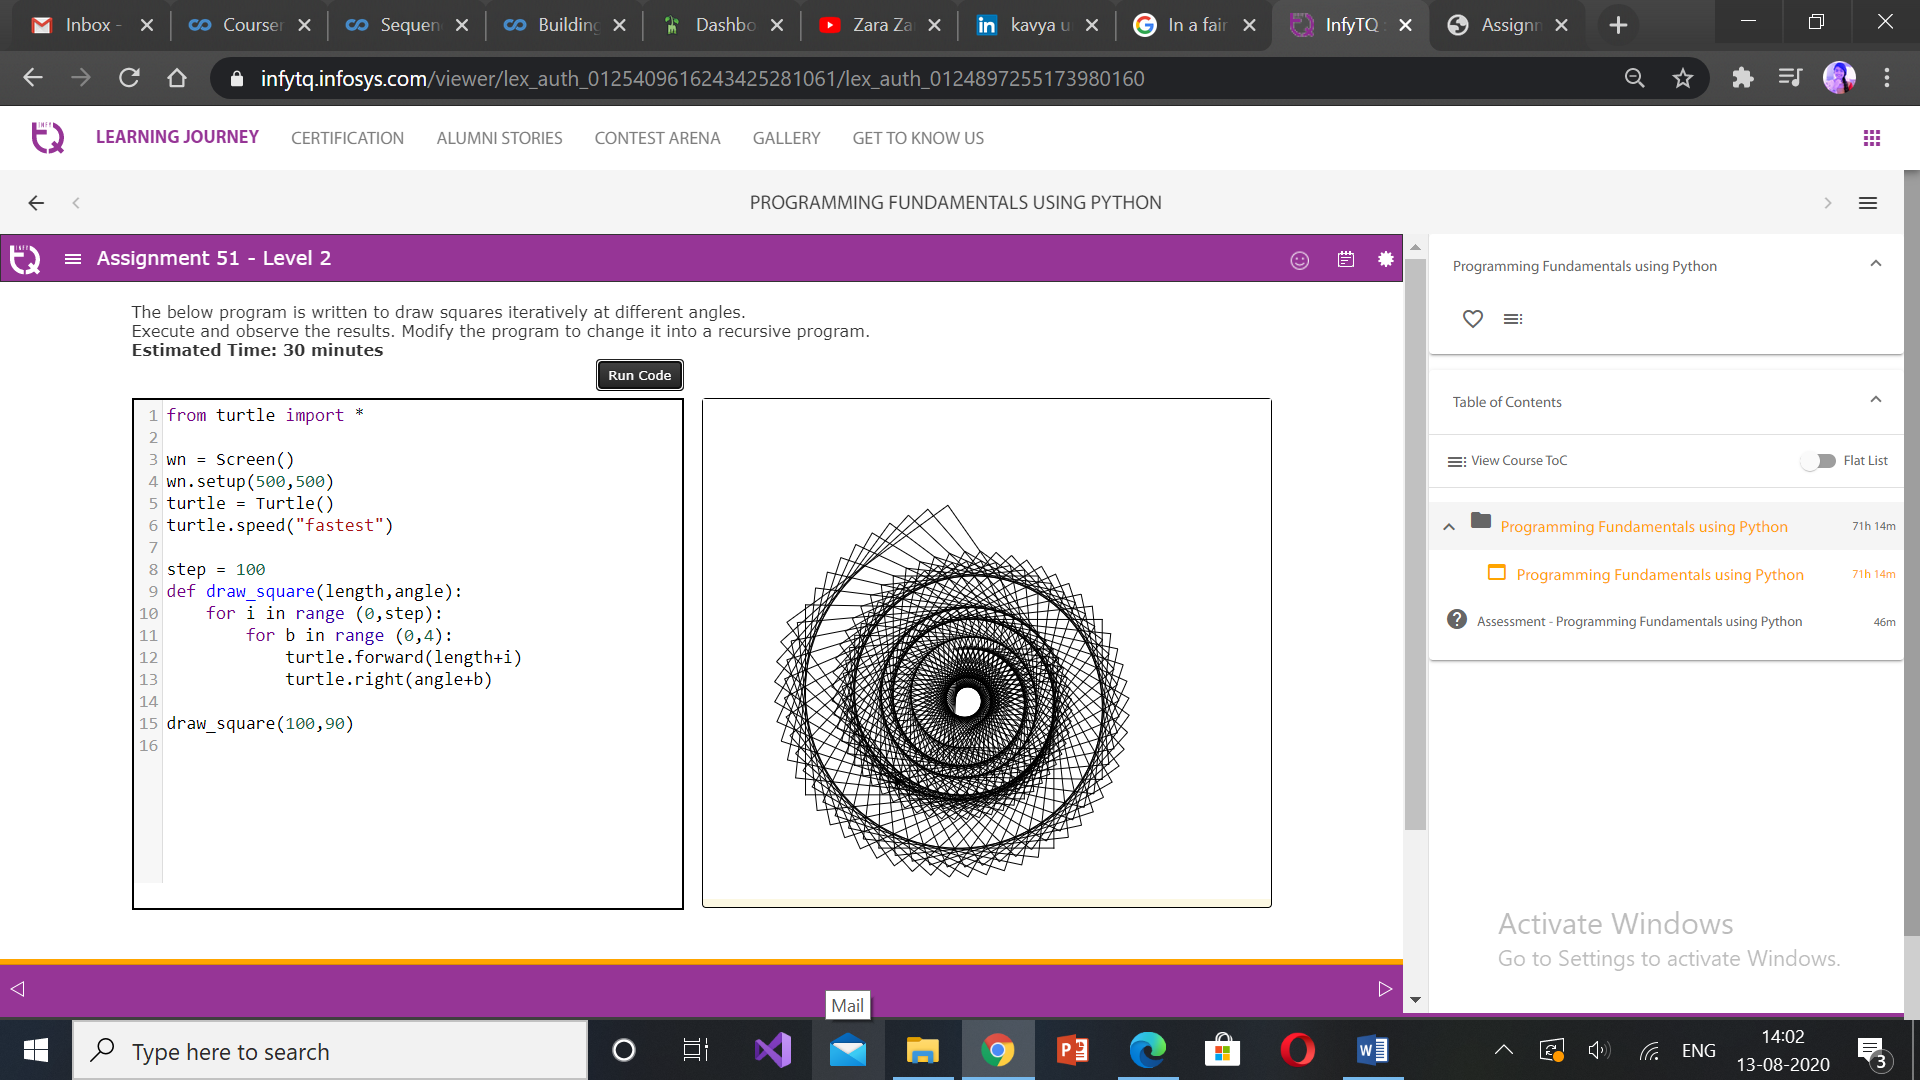 Inbox -
Courser
Sequen
Building
Dashbo
Zara Za
kavya u
In a fair
InfyTQ :
Assignm
infytq.infosys.com/viewer/lex_auth_0125409616243425281061/lex_auth_0124897255173980160
LEARNING JOURNEY CERTIFICATION ALUMNI STORIES CONTEST ARENA GALLERY GET TO KNOW US
PROGRAMMING FUNDAMENTALS USING PYTHON
Assignment 51 - Level 2
The below program is written to draw squares iteratively at different angles.
Execute and observe the results. Modify the program to change it into a recursive program.
Estimated Time: 30 minutes
Run Code
1 from turtle import *
2
3 wn = Screen()
4 wn.setup(500,500)
5 turtle = Turtle()
6 turtle.speed("fastest")
7
8 step = 100
9 def draw_square(length,angle):
10 for i in range (0,step):
11 for b in range (0,4):
12 turtle.forward(length+i)
13 turtle.right(angle+b)
14
15 draw_square(100,90)
16
Programming Fundamentals using Python
Table of Contents
View Course ToC Flat List
Programming Fundamentals using Python 71h 14m
Programming Fundamentals using Python 71h 14m
Assessment - Programming Fundamentals using Python 46m
Activate Windows
Go to Settings to activate Windows.
Mail
Type here to search
ENG
14:02
13-08-2020
3